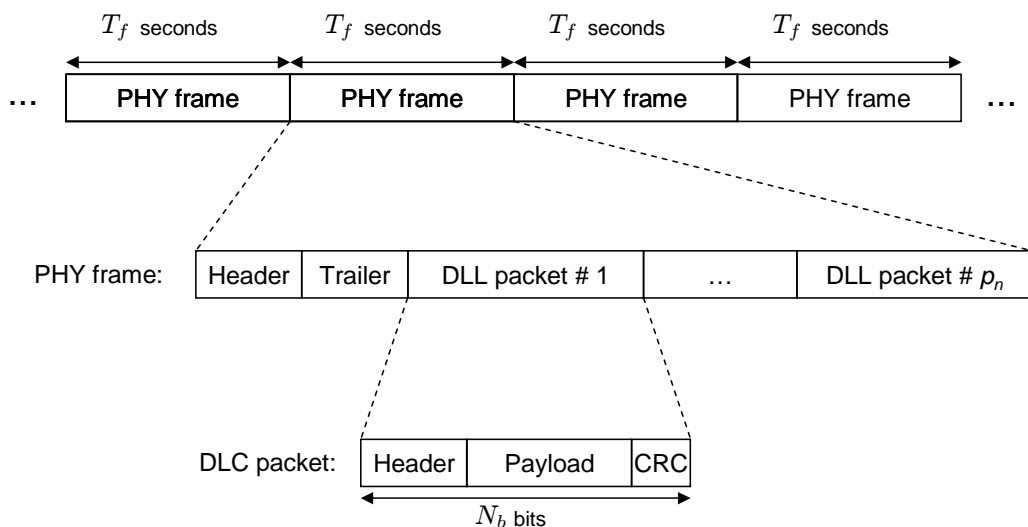 T_f seconds T_f seconds T_f seconds T_f seconds
... PHY frame PHY frame PHY frame PHY frame ...
PHY frame: Header Trailer DLL packet # 1 ... DLL packet # p_n
DLC packet: Header Payload CRC
N_b bits